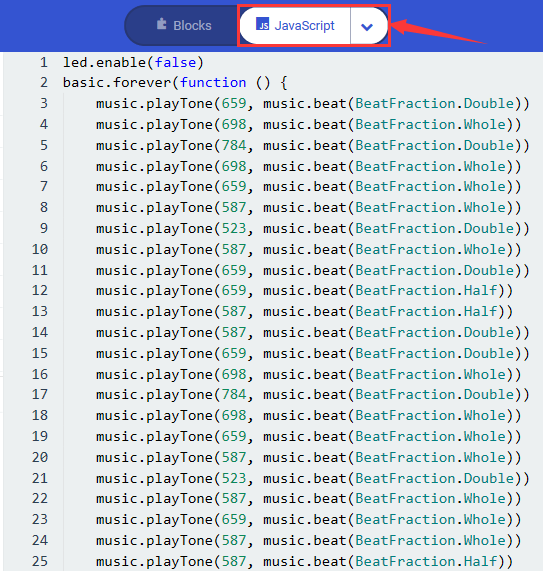 Blocks JS JavaScript
1 led.enable(false)
2 basic.forever(function () {
3 music.playTone(659, music.beat(BeatFraction.Double))
4 music.playTone(698, music.beat(BeatFraction.Whole))
5 music.playTone(784, music.beat(BeatFraction.Double))
6 music.playTone(698, music.beat(BeatFraction.Whole))
7 music.playTone(659, music.beat(BeatFraction.Whole))
8 music.playTone(587, music.beat(BeatFraction.Whole))
9 music.playTone(523, music.beat(BeatFraction.Double))
10 music.playTone(587, music.beat(BeatFraction.Whole))
11 music.playTone(659, music.beat(BeatFraction.Double))
12 music.playTone(659, music.beat(BeatFraction.Half))
13 music.playTone(587, music.beat(BeatFraction.Half))
14 music.playTone(587, music.beat(BeatFraction.Double))
15 music.playTone(659, music.beat(BeatFraction.Double))
16 music.playTone(698, music.beat(BeatFraction.Whole))
17 music.playTone(784, music.beat(BeatFraction.Double))
18 music.playTone(698, music.beat(BeatFraction.Whole))
19 music.playTone(659, music.beat(BeatFraction.Whole))
20 music.playTone(587, music.beat(BeatFraction.Whole))
21 music.playTone(523, music.beat(BeatFraction.Double))
22 music.playTone(587, music.beat(BeatFraction.Whole))
23 music.playTone(659, music.beat(BeatFraction.Whole))
24 music.playTone(587, music.beat(BeatFraction.Whole))
25 music.playTone(587, music.beat(BeatFraction.Half))